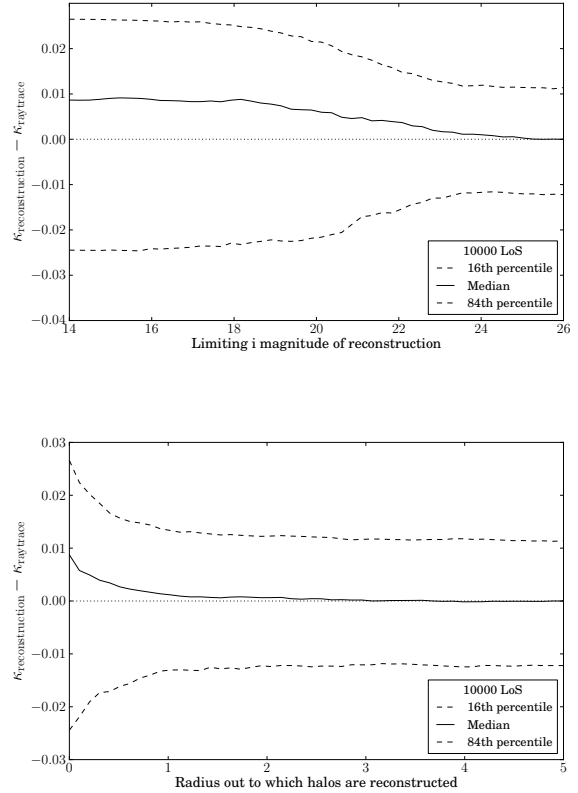 0.02
0.01
0.00
−0.01
−0.02
−0.03
−0.04
κreconstruction − κraytrace
10000 LoS
16th percentile
Median
84th percentile
14 16 18 20 22 24 26
Limiting i magnitude of reconstruction
0.03
0.02
0.01
0.00
−0.01
−0.02
−0.03
κreconstruction − κraytrace
10000 LoS
16th percentile
Median
84th percentile
0 1 2 3 4 5
Radius out to which halos are reconstructed